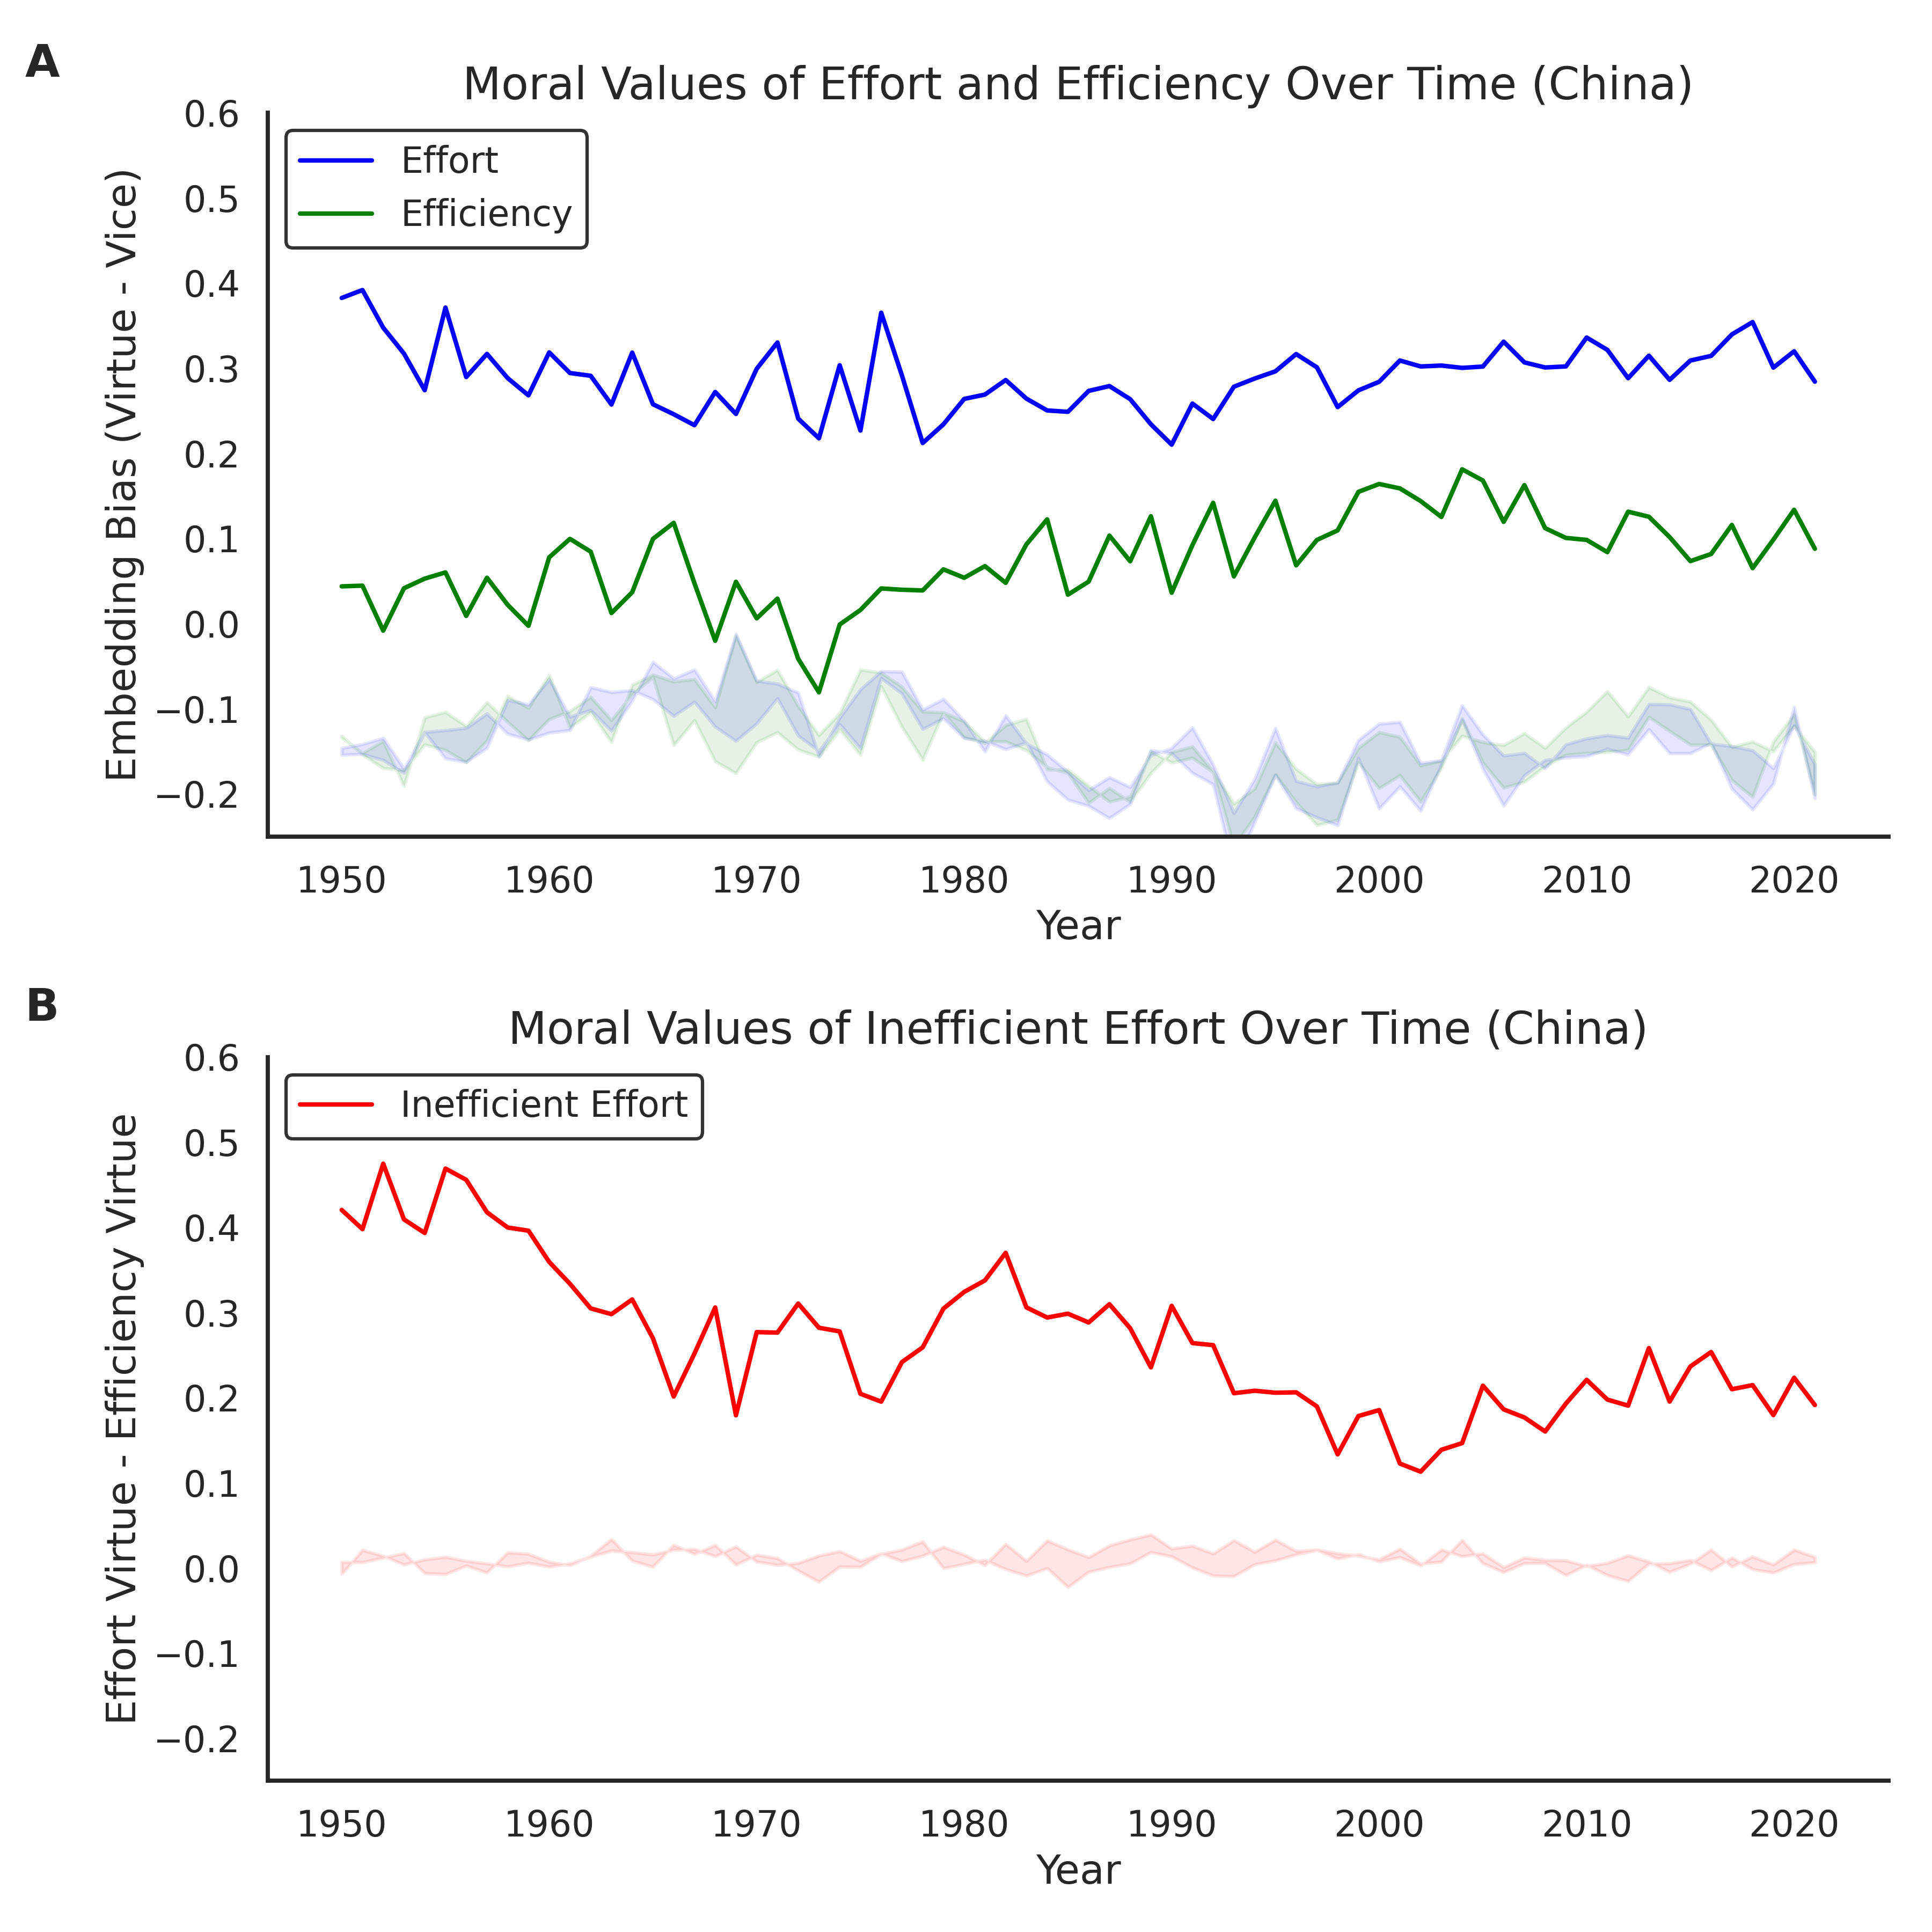 A
Moral Values of Effort and Efficiency Over Time (China)
Embedding Bias (Virtue - Vice)
0.6
0.5
0.4
0.3
0.2
0.1
0.0
−0.1
−0.2
Effort
Efficiency
1950 1960 1970 1980 1990 2000 2010 2020
Year
B
Moral Values of Inefficient Effort Over Time (China)
Effort Virtue - Efficiency Virtue
0.6
0.5
0.4
0.3
0.2
0.1
0.0
−0.1
−0.2
Inefficient Effort
1950 1960 1970 1980 1990 2000 2010 2020
Year